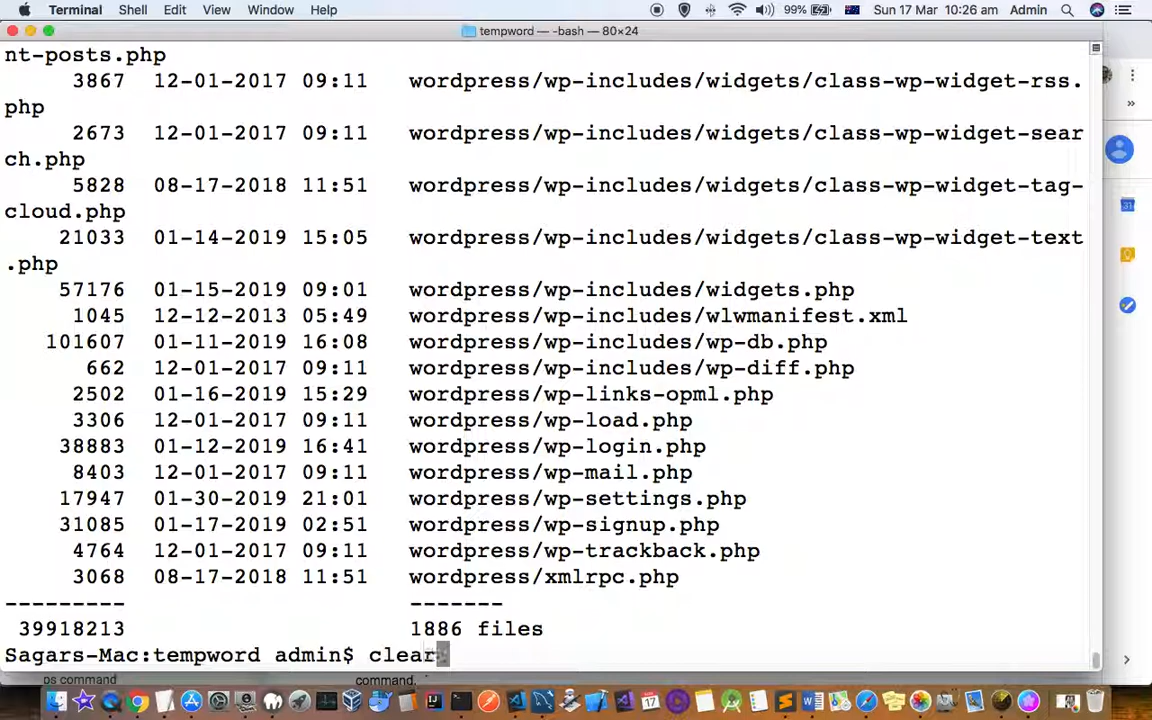 Terminal Shell Edit View Window Help 99% Sun 17 Mar 10:26 am Admin
tempword — -bash — 80×24
nt-posts.php
3867 12-01-2017 09:11 wordpress/wp-includes/widgets/class-wp-widget-rss.
php
2673 12-01-2017 09:11 wordpress/wp-includes/widgets/class-wp-widget-sear
ch.php
5828 08-17-2018 11:51 wordpress/wp-includes/widgets/class-wp-widget-tag-
cloud.php
21033 01-14-2019 15:05 wordpress/wp-includes/widgets/class-wp-widget-text
.php
57176 01-15-2019 09:01 wordpress/wp-includes/widgets.php
1045 12-12-2013 05:49 wordpress/wp-includes/wlwmanifest.xml
101607 01-11-2019 16:08 wordpress/wp-includes/wp-db.php
662 12-01-2017 09:11 wordpress/wp-includes/wp-diff.php
2502 01-16-2019 15:29 wordpress/wp-links-opml.php
3306 12-01-2017 09:11 wordpress/wp-load.php
38883 01-12-2019 16:41 wordpress/wp-login.php
8403 12-01-2017 09:11 wordpress/wp-mail.php
17947 01-30-2019 21:01 wordpress/wp-settings.php
31085 01-17-2019 02:51 wordpress/wp-signup.php
4764 12-01-2017 09:11 wordpress/wp-trackback.php
3068 08-17-2018 11:51 wordpress/xmlrpc.php
--------- -------
39918213 1886 files
Sagars-Mac:tempword admin$ clear
ps command command.
31
17